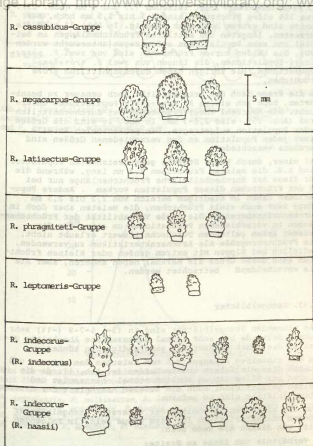 R. cassubicus-Gruppe
R. megacarpus-Gruppe
5 mm
R. latisectus-Gruppe
R. phragmiteti-Gruppe
R. leptomeris-Gruppe
R. indecorus-
Gruppe
(R. indecorus)
R. indecorus-
Gruppe
(R. haasii)